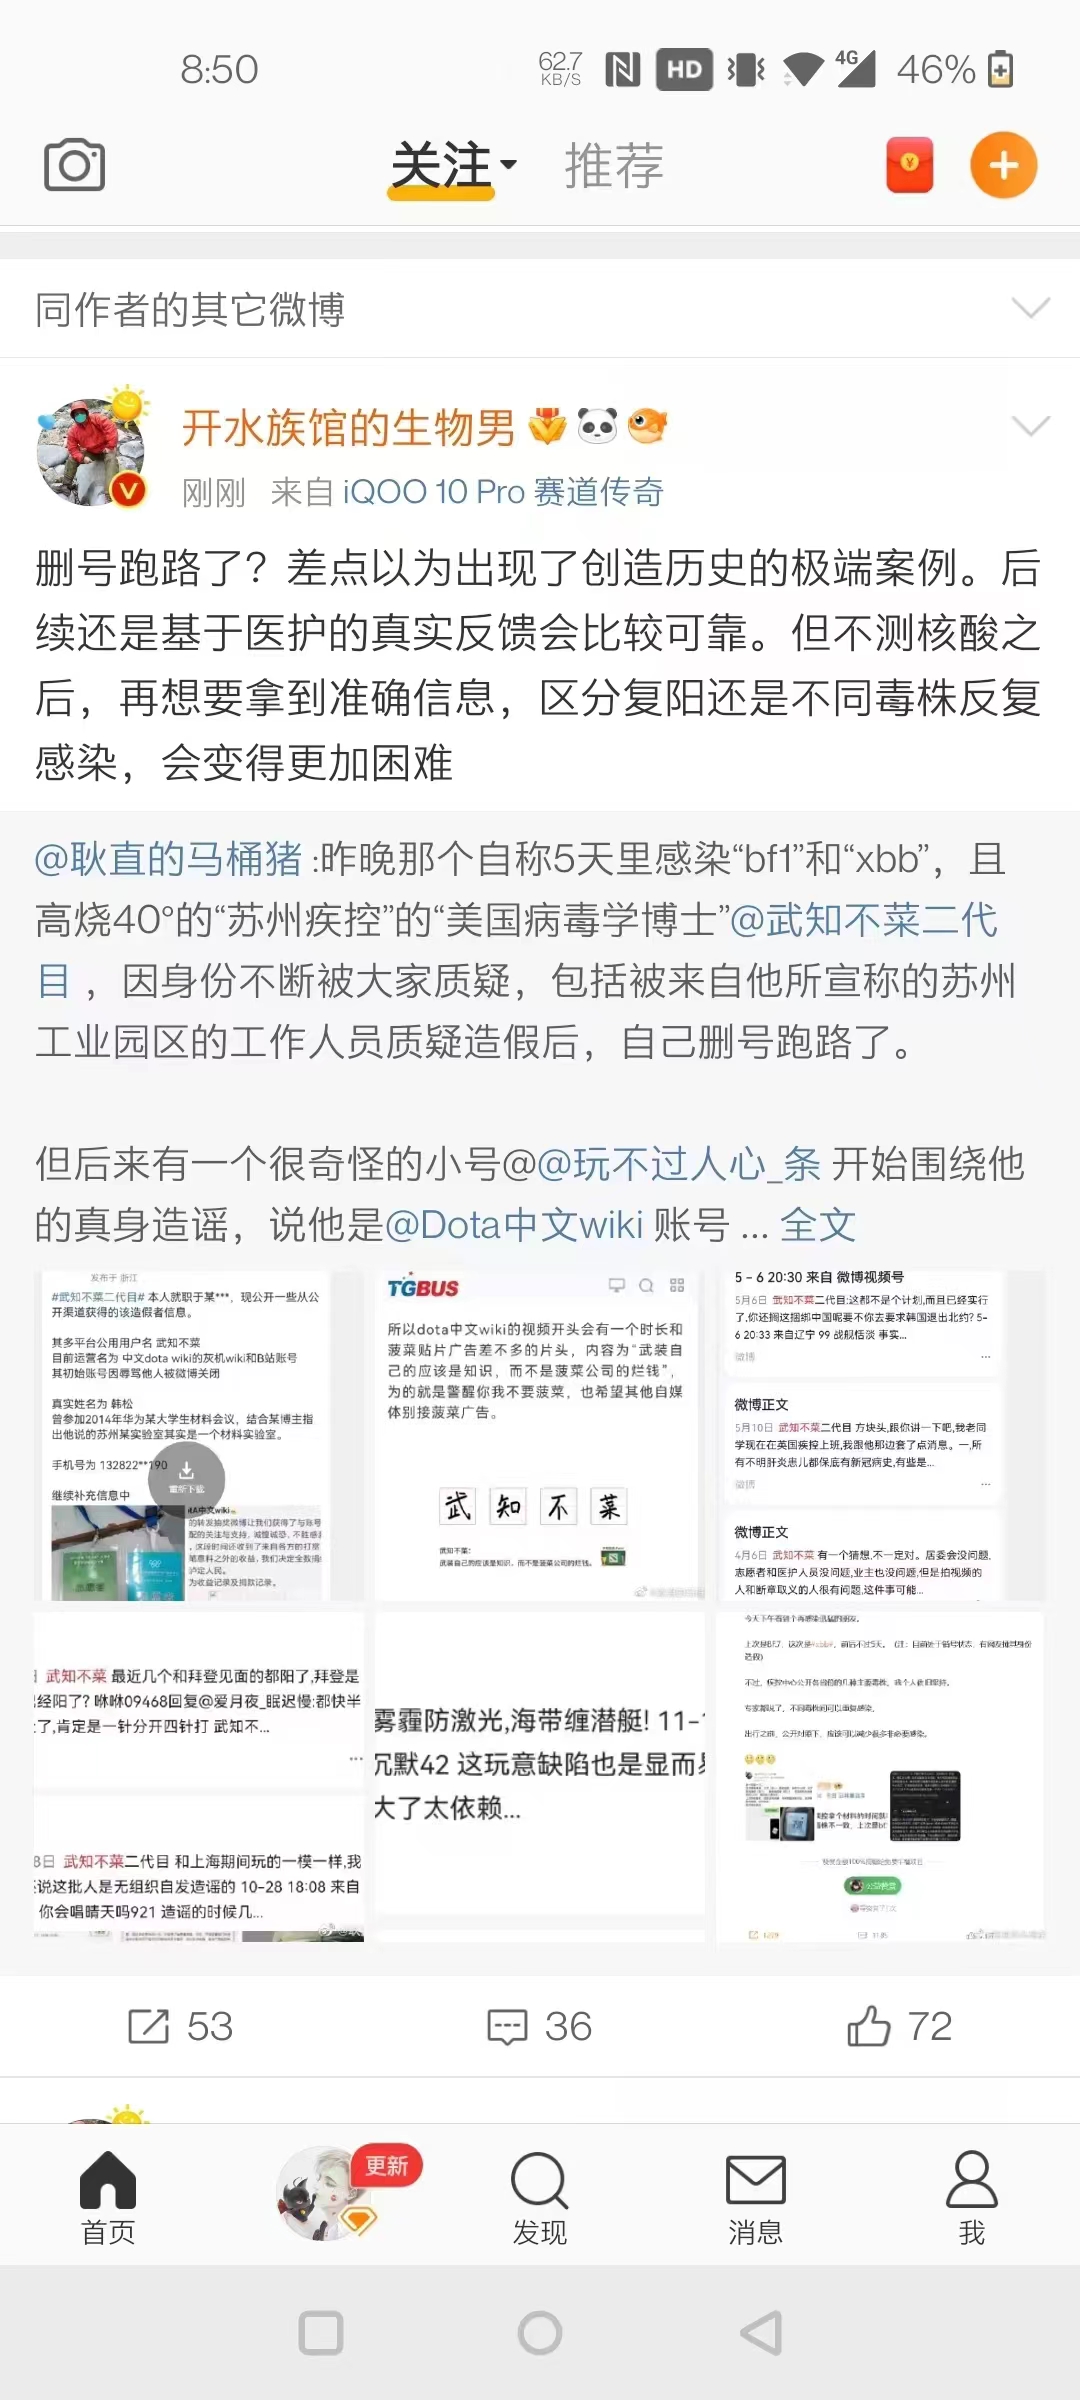 8:50
62.7
KB/S
HD
4G
46%
关注
推荐
同作者的其它微博
开水族馆的生物男
刚刚 来自 iQOO 10 Pro 赛道传奇
删号跑路了？差点以为出现了创造历史的极端案例。后
续还是基于医护的真实反馈会比较可靠。但不测核酸之
后，再想要拿到准确信息，区分复阳还是不同毒株反复
感染，会变得更加困难
@耿直的马桶猪 :昨晚那个自称5天里感染“bf1”和“xbb”，且
高烧40°的“苏州疾控”的“美国病毒学博士”@武知不菜二代
目 ，因身份不断被大家质疑，包括被来自他所宣称的苏州
工业园区的工作人员质疑造假后，自己删号跑路了。
但后来有一个很奇怪的小号@@玩不过人心_条 开始围绕他
的真身造谣，说他是@Dota中文wiki 账号 ... 全文
发布于 浙江
#武知不菜二代目# 本人就职于某***，现公开一些从公
开渠道获得的该造假者信息。
其多平台公用用户名 武知不菜
目前运营名为 中文dota wiki的灰机wiki和B站账号
其初始账号因辱骂他人被微博关闭
真实姓名为 韩松
曾参加2014年华为某大学生材料会议，结合某博主指
出他说的苏州某实验室其实是一个材料实验室。
手机号为 132822**190
重新下载
继续补充信息中
TGBUS
所以dota中文wiki的视频开头会有一个时长和
菠菜贴片广告差不多的片头，内容为“武装自
己的应该是知识，而不是菠菜公司的烂钱”，
为的就是警醒你我不要菠菜，也希望其他自媒
体别接菠菜广告。
武 知 不 菜
武知不菜：
武装自己的应该是知识，而不是菠菜公司的烂钱。
5 - 6 20:30 来自 微博视频号
5月6日 武知不菜二代目:这都不是个计划,而且已经实行
了,你还搁这捆绑中国呢要不你去要求韩国退出北约? 5-
6 20:33 来自辽宁 99 战舰恬淡 事实...
微博
微博正文
5月10日 武知不菜二代目 方块头,跟你讲一下吧,我老同
学现在在英国疾控上班,我跟他那边套了点消息。一,所
有不明肝炎患儿都保底有新冠病史,有些是...
微博
微博正文
4月6日 武知不菜 有一个猜想,不一定对。居委会没问题,
志愿者和医护人员没问题,业主也没问题,但是拍视频的
人和断章取义的人很有问题,这件事可能...
武知不菜 最近几个和拜登见面的都阳了,拜登是
经阳了? 咻咻09468回复@爱月夜_眠迟慢:都快半
了,肯定是一针分开四针打 武知不...
8日 武知不菜二代目 和上海期间玩的一模一样,我
说这批人是无组织自发造谣的 10-28 18:08 来自
你会唱晴天吗921 造谣的时候几...
雾霾防激光,海带缠潜艇! 11-
沉默42 这玩意缺陷也是显而
大了太依赖...
53
36
72
更新
首页
发现
消息
我